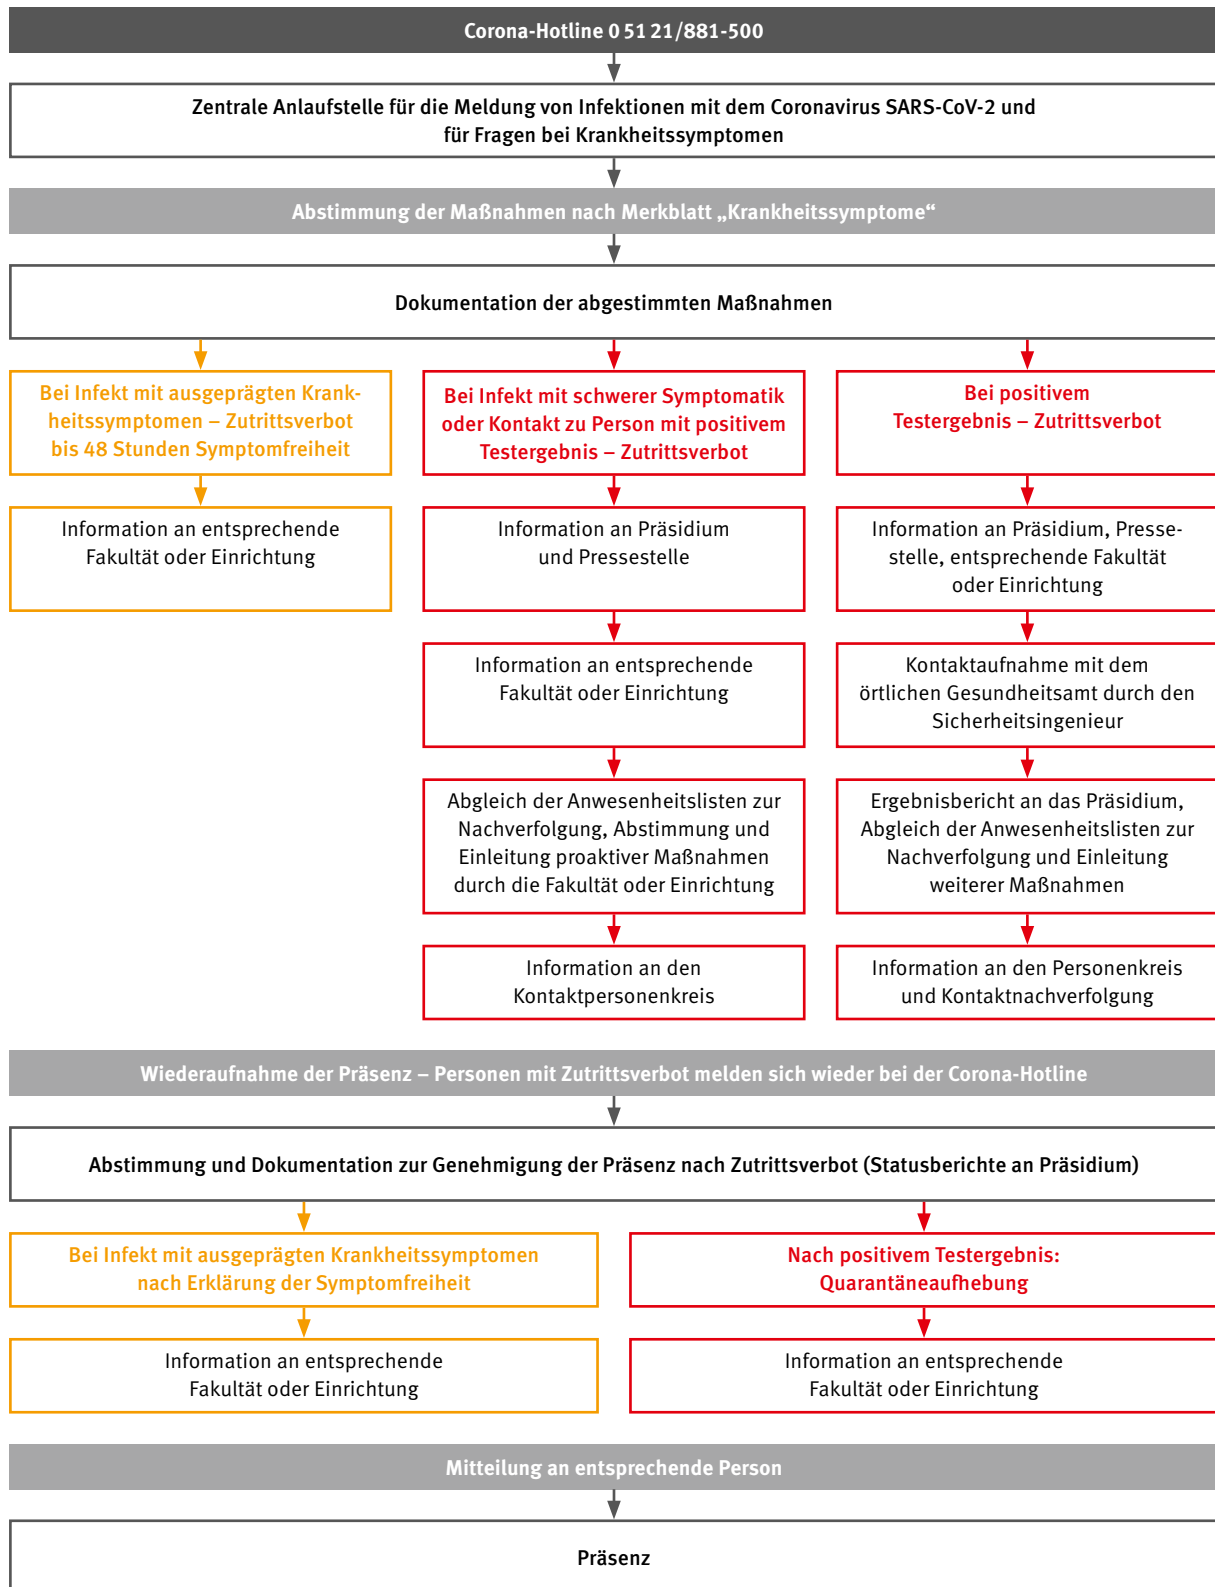 Corona-Hotline 0 51 21/881-500
Zentrale Anlaufstelle für die Meldung von Infektionen mit dem Coronavirus SARS-CoV-2 und
für Fragen bei Krankheitssymptomen
Abstimmung der Maßnahmen nach Merkblatt „Krankheitssymptome“
Dokumentation der abgestimmten Maßnahmen
Bei Infekt mit ausgeprägten Krank-
heitssymptomen – Zutrittsverbot
bis 48 Stunden Symptomfreiheit
Information an entsprechende
Fakultät oder Einrichtung
Bei Infekt mit schwerer Symptomatik
oder Kontakt zu Person mit positivem
Testergebnis – Zutrittsverbot
Information an Präsidium
und Pressestelle
Information an entsprechende
Fakultät oder Einrichtung
Abgleich der Anwesenheitslisten zur
Nachverfolgung, Abstimmung und
Einleitung proaktiver Maßnahmen
durch die Fakultät oder Einrichtung
Information an den
Kontaktpersonenkreis
Bei positivem
Testergebnis – Zutrittsverbot
Information an Präsidium, Presse-
stelle, entsprechende Fakultät
oder Einrichtung
Kontaktaufnahme mit dem
örtlichen Gesundheitsamt durch den
Sicherheitsingenieur
Ergebnisbericht an das Präsidium,
Abgleich der Anwesenheitslisten zur
Nachverfolgung und Einleitung
weiterer Maßnahmen
Information an den Personenkreis
und Kontaktnachverfolgung
Wiederaufnahme der Präsenz – Personen mit Zutrittsverbot melden sich wieder bei der Corona-Hotline
Abstimmung und Dokumentation zur Genehmigung der Präsenz nach Zutrittsverbot (Statusberichte an Präsidium)
Bei Infekt mit ausgeprägten Krankheitssymptomen
nach Erklärung der Symptomfreiheit
Information an entsprechende
Fakultät oder Einrichtung
Nach positivem Testergebnis:
Quarantäneaufhebung
Information an entsprechende
Fakultät oder Einrichtung
Mitteilung an entsprechende Person
Präsenz